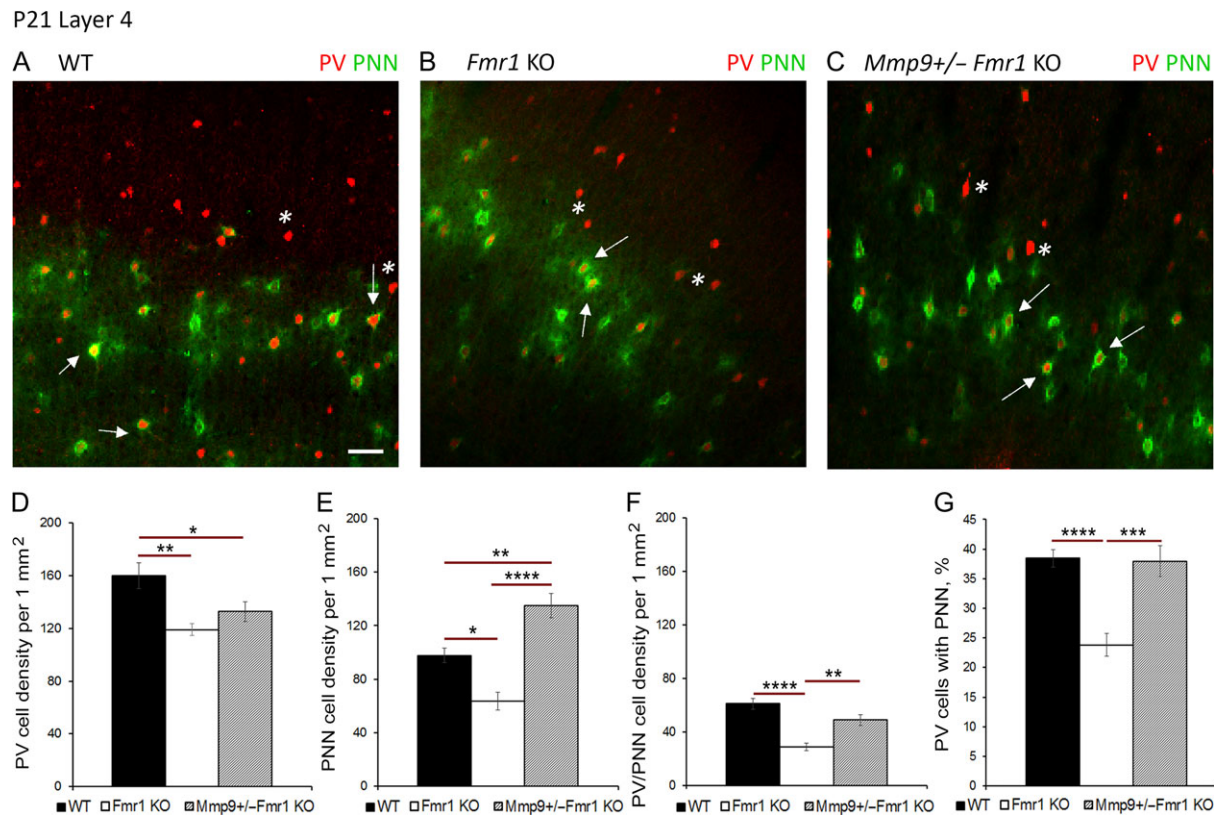 P21 Layer 4
A WT PV PNN
B Fmr1 KO PV PNN
C Mmp9+/− Fmr1 KO PV PNN
*
*
*
*
*
*
D
PV cell density per 1 mm²
200
160
120
80
40
0
*
**
WT Fmr1 KO Mmp9+/−Fmr1 KO
E
PNN cell density per 1 mm²
200
160
120
80
40
0
**
****
*
WT Fmr1 KO Mmp9+/−Fmr1 KO
F
PV/PNN cell density per 1 mm²
200
160
120
80
40
0
****
**
WT Fmr1 KO Mmp9+/−Fmr1 KO
G
PV cells with PNN, %
45
40
35
30
25
20
15
10
5
0
****
***
WT Fmr1 KO Mmp9+/−Fmr1 KO